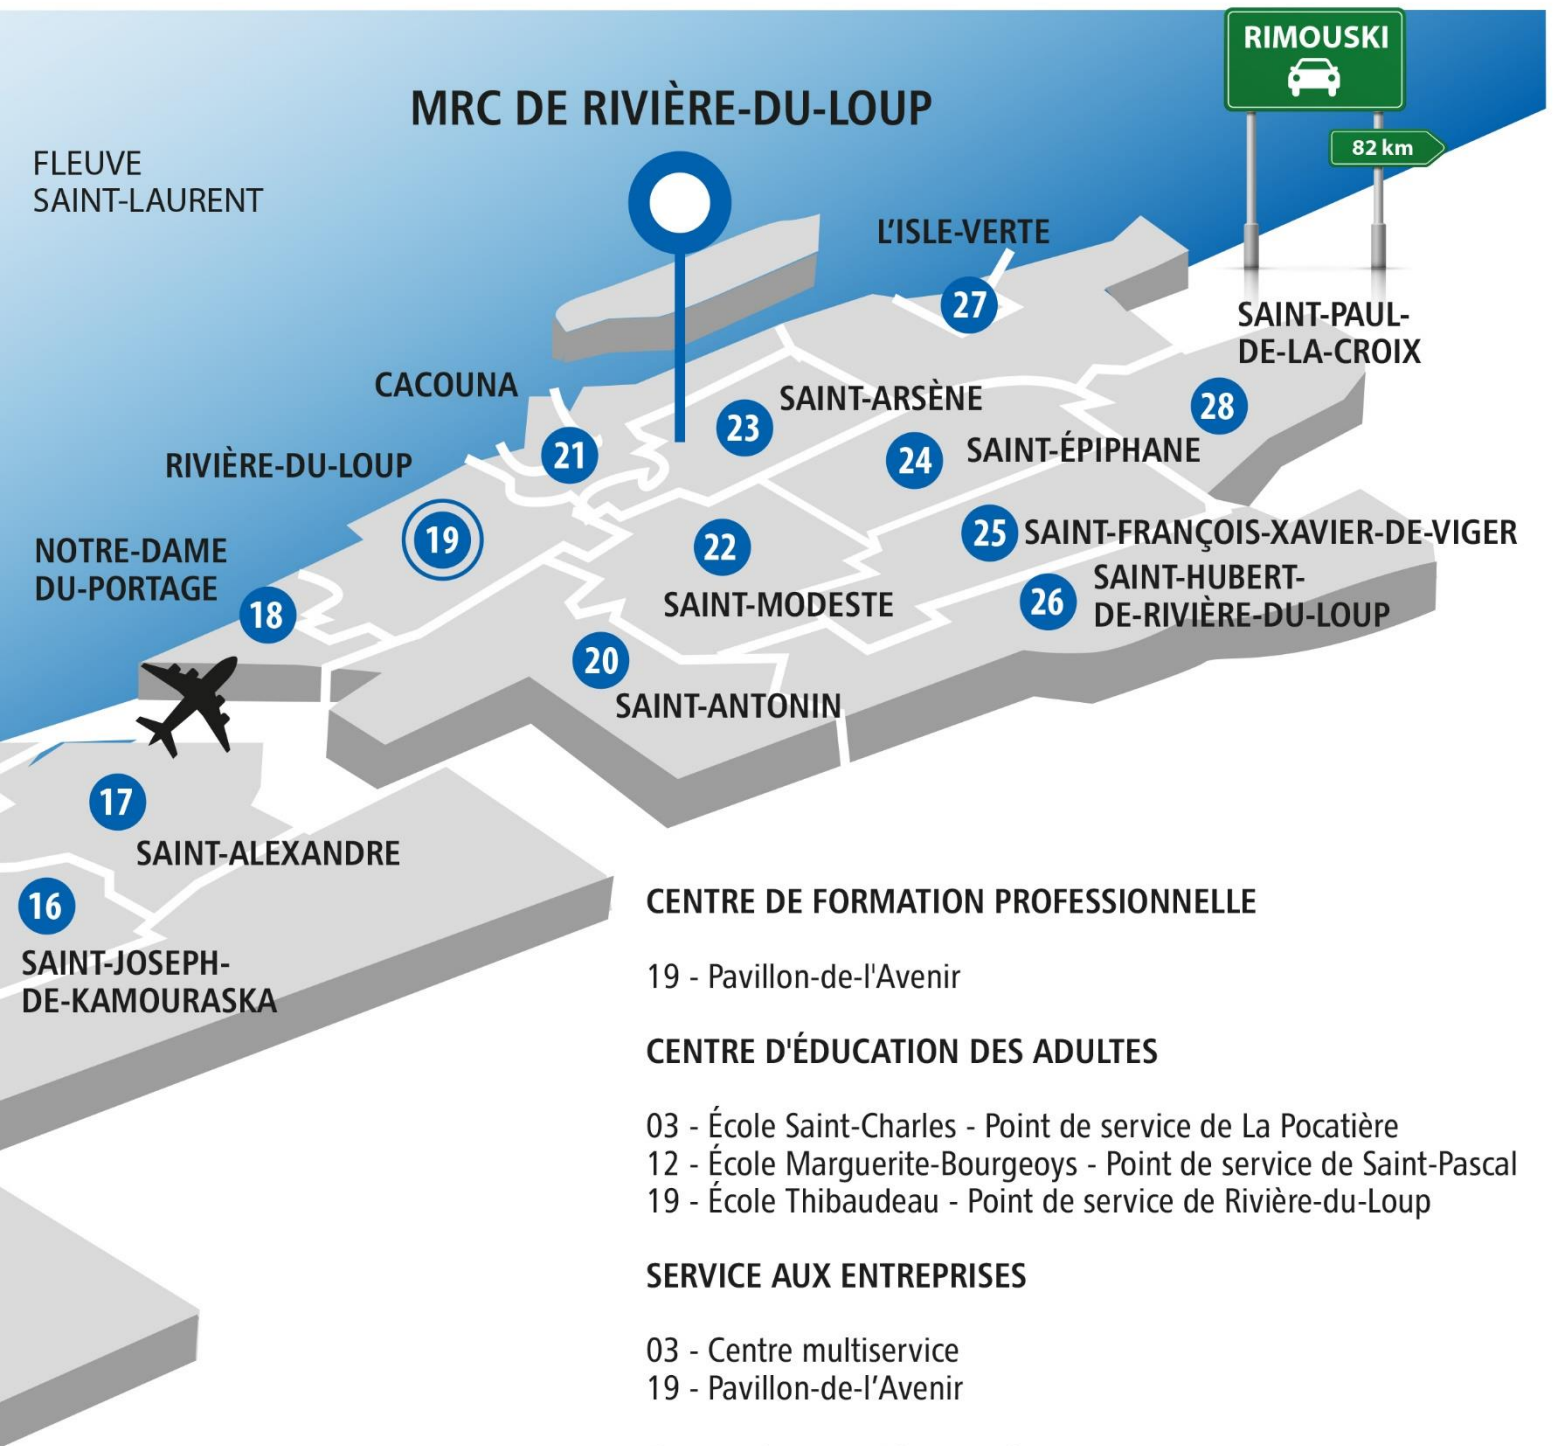 RIMOUSKI
82 km
MRC DE RIVIÈRE-DU-LOUP
FLEUVE
SAINT-LAURENT
L'ISLE-VERTE
27
SAINT-PAUL-
DE-LA-CROIX
28
CACOUNA
21
SAINT-ARSÈNE
23
SAINT-ÉPIPHANE
24
RIVIÈRE-DU-LOUP
19
25
SAINT-FRANÇOIS-XAVIER-DE-VIGER
22
SAINT-MODESTE
NOTRE-DAME
DU-PORTAGE
18
26
SAINT-HUBERT-
DE-RIVIÈRE-DU-LOUP
20
SAINT-ANTONIN
17
SAINT-ALEXANDRE
16
SAINT-JOSEPH-
DE-KAMOURASKA
CENTRE DE FORMATION PROFESSIONNELLE
19 - Pavillon-de-l'Avenir
CENTRE D'ÉDUCATION DES ADULTES
03 - École Saint-Charles - Point de service de La Pocatière
12 - École Marguerite-Bourgeoys - Point de service de Saint-Pascal
19 - École Thibaudeau - Point de service de Rivière-du-Loup
SERVICE AUX ENTREPRISES
03 - Centre multiservice
19 - Pavillon-de-l’Avenir